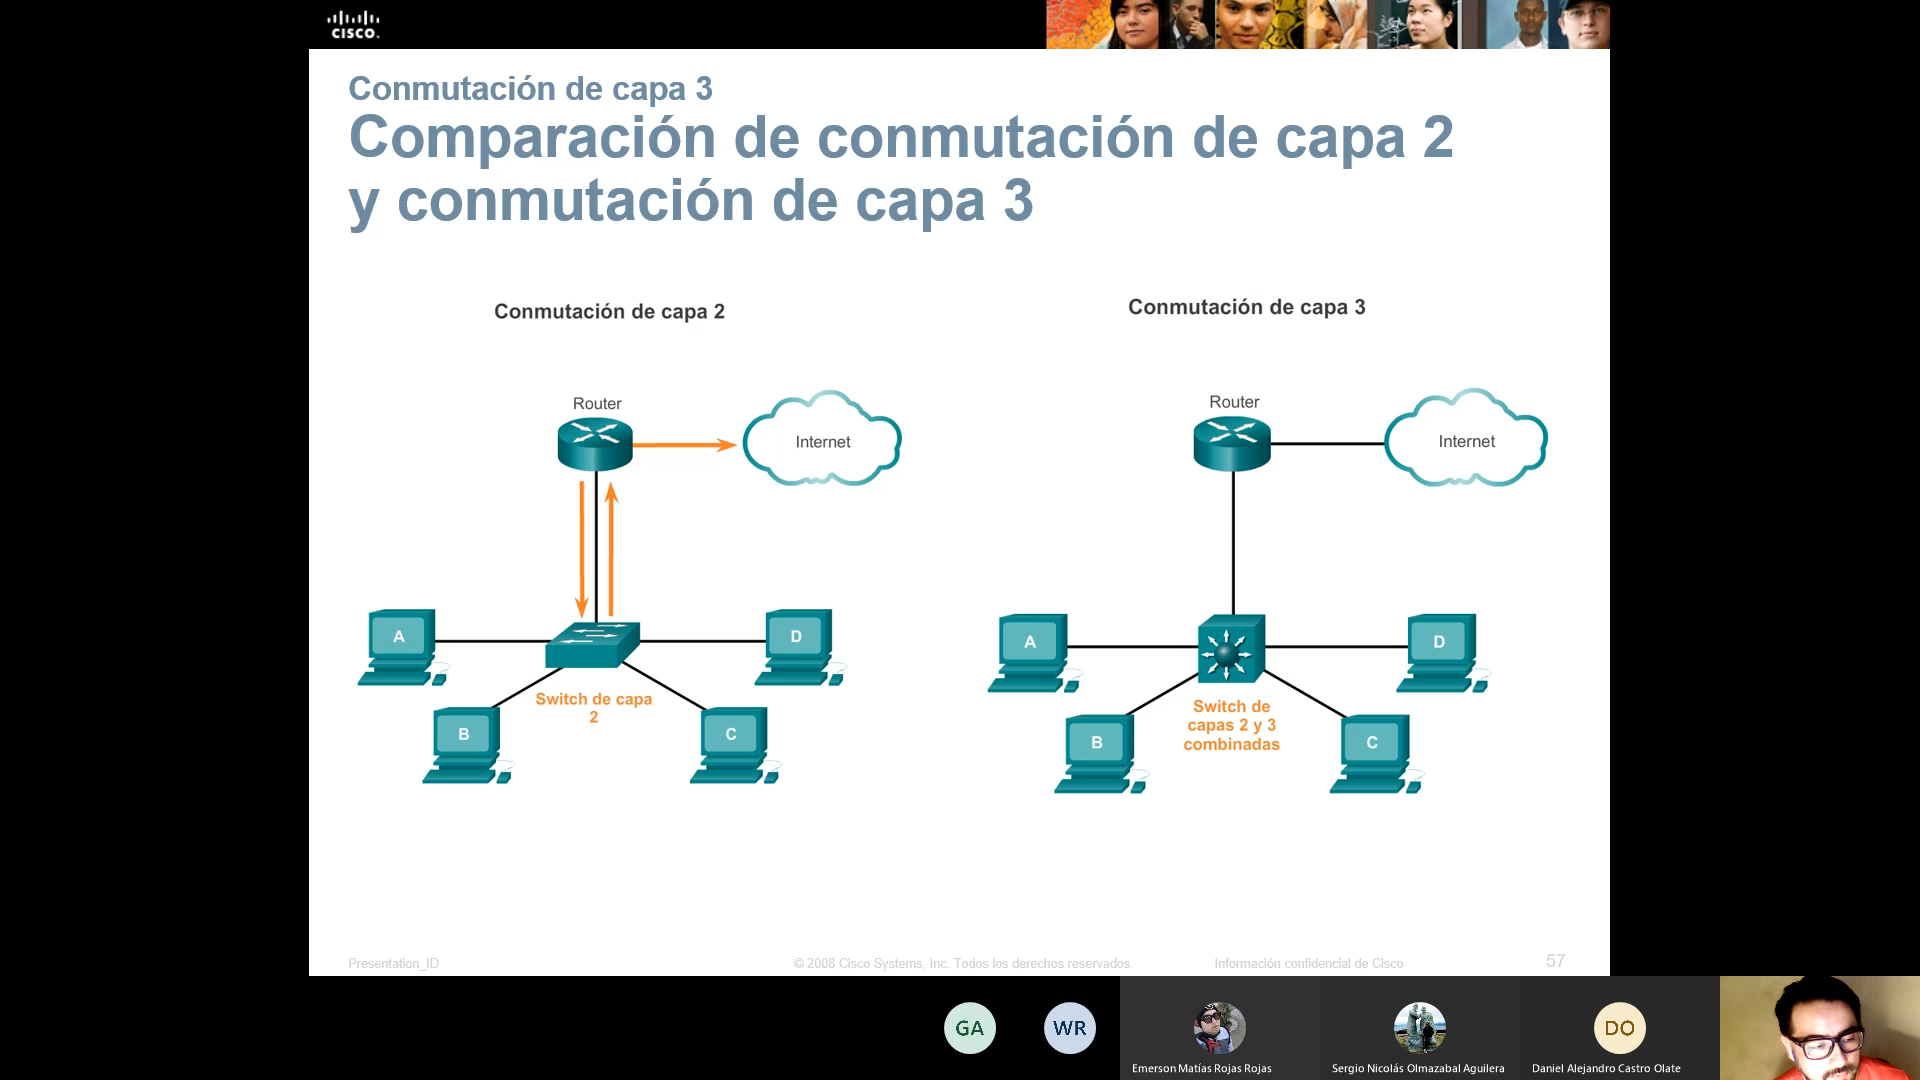 cisco.
Conmutación de capa 3
Comparación de conmutación de capa 2
y conmutación de capa 3
Conmutación de capa 2
Conmutación de capa 3
Router
Internet
Router
Internet
A
D
Switch de capa
2
B
C
A
D
Switch de
capas 2 y 3
combinadas
B
C
Presentation_ID
© 2008 Cisco Systems, Inc. Todos los derechos reservados.
Información confidencial de Cisco
57
GA
WR
DO
Emerson Matías Rojas Rojas
Sergio Nicolás Olmazabal Aguilera
Daniel Alejandro Castro Olate